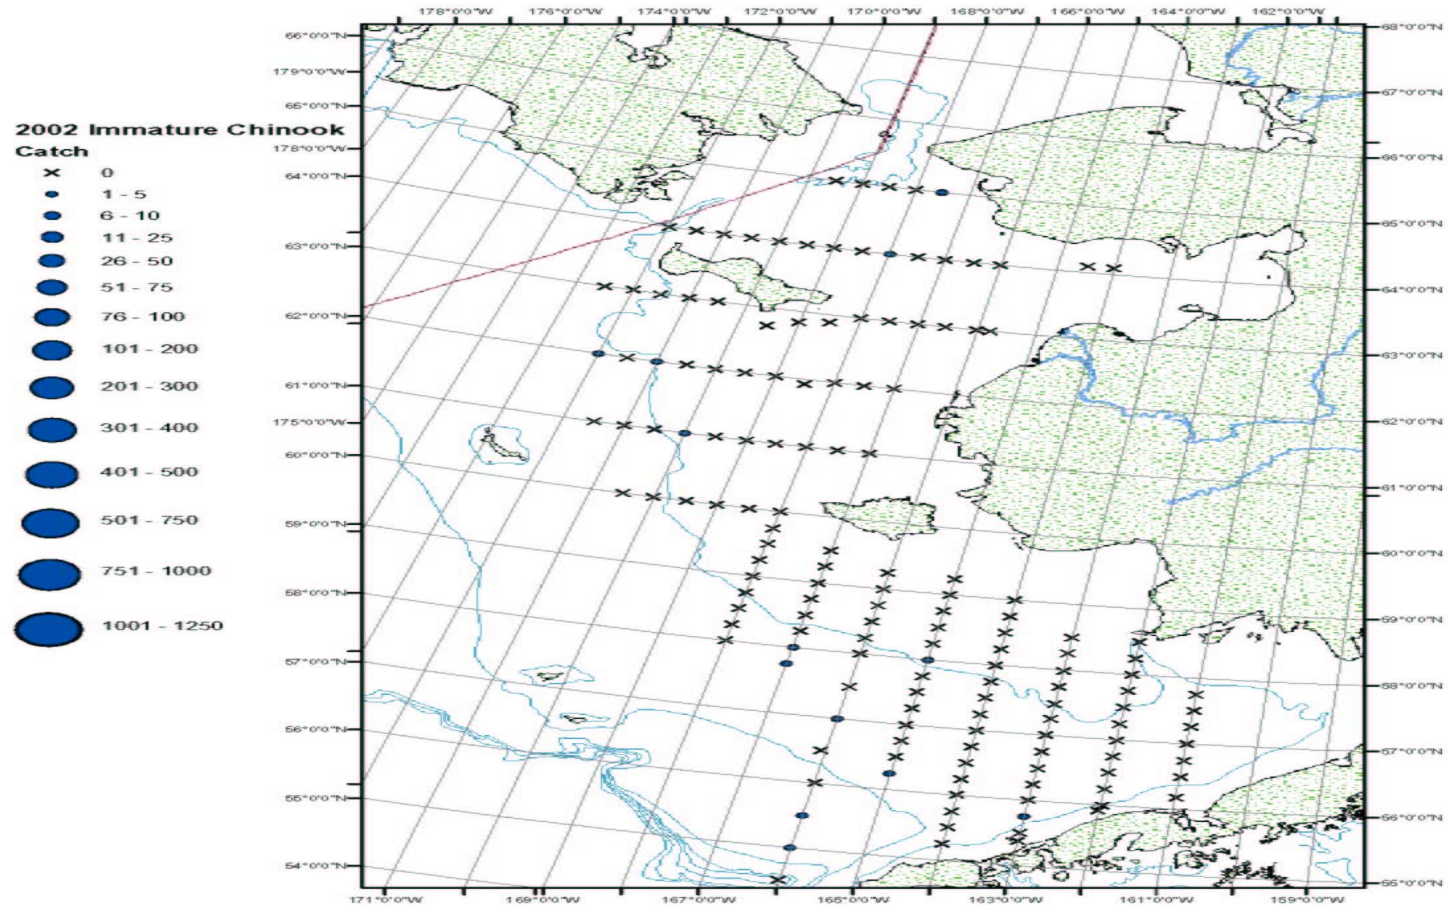 178°0'0"W 176°0'0"W 174°0'0"W 172°0'0"W 170°0'0"W 168°0'0"W 166°0'0"W 164°0'0"W 162°0'0"W
2002 Immature Chinook
Catch
0
1 - 5
6 - 10
11 - 25
26 - 50
51 - 75
76 - 100
101 - 200
201 - 300
301 - 400
401 - 500
501 - 750
751 - 1000
1001 - 1250
66°0'0"N
179°0'0"W
65°0'0"N
178°0'0"W
64°0'0"N
63°0'0"N
62°0'0"N
61°0'0"N
175°0'0"W
60°0'0"N
59°0'0"N
58°0'0"N
57°0'0"N
56°0'0"N
55°0'0"N
54°0'0"N
68°0'0"N
67°0'0"N
66°0'0"N
65°0'0"N
64°0'0"N
63°0'0"N
62°0'0"N
61°0'0"N
60°0'0"N
59°0'0"N
58°0'0"N
57°0'0"N
56°0'0"N
55°0'0"N
171°0'0"W 169°0'0"W 167°0'0"W 165°0'0"W 163°0'0"W 161°0'0"W 159°0'0"W